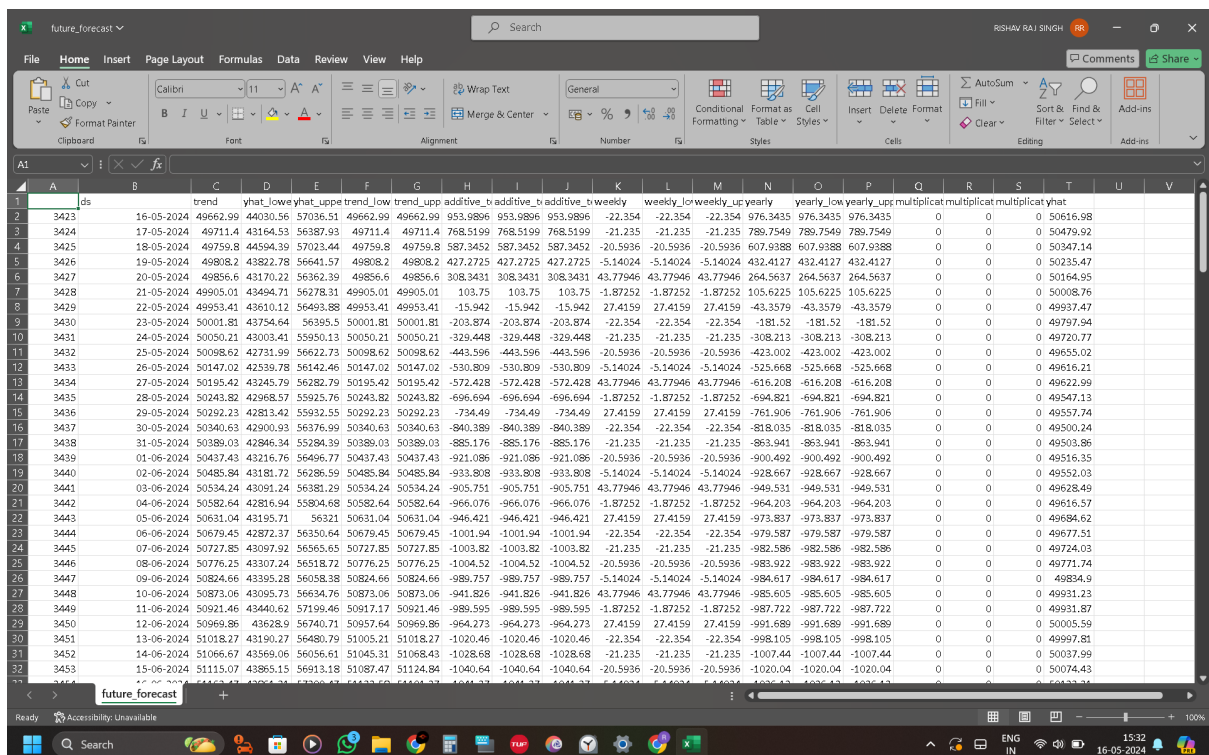 future_forecast
Search
RISHAV RAJ SINGH RR
File Home Insert Page Layout Formulas Data Review View Help Comments Share
Cut Calibri 11 Wrap Text General AutoSum
Paste Copy Merge & Center Conditional Format as Cell Insert Delete Format Fill Sort & Find & Add-ins
Format Painter Formatting Table Styles Clear Filter Select
Clipboard Font Alignment Number Styles Cells Editing Add-ins
A1 fx
A B C D E F G H I J K L M N O P Q R S T U V
1 ds trend yhat_lowe yhat_uppe trend_low trend_upp additive_te additive_te additive_te weekly weekly_lov weekly_up yearly yearly_low yearly_upp multiplicat multiplicat multiplicat yhat
2 3423 16-05-2024 49662.99 44030.56 57036.51 49662.99 49662.99 953.9896 953.9896 953.9896 -22.354 -22.354 -22.354 976.3435 976.3435 976.3435 0 0 0 50616.98
3 3424 17-05-2024 49711.4 43164.53 56387.93 49711.4 49711.4 768.5199 768.5199 768.5199 -21.235 -21.235 -21.235 789.7549 789.7549 789.7549 0 0 0 50479.92
4 3425 18-05-2024 49759.8 44594.39 57023.44 49759.8 49759.8 587.3452 587.3452 587.3452 -20.5936 -20.5936 -20.5936 607.9388 607.9388 607.9388 0 0 0 50347.14
5 3426 19-05-2024 49808.2 43822.78 56641.57 49808.2 49808.2 427.2725 427.2725 427.2725 -5.14024 -5.14024 -5.14024 432.4127 432.4127 432.4127 0 0 0 50235.47
6 3427 20-05-2024 49856.6 43170.22 56362.39 49856.6 49856.6 308.3431 308.3431 308.3431 43.77946 43.77946 43.77946 264.5637 264.5637 264.5637 0 0 0 50164.95
7 3428 21-05-2024 49905.01 43494.71 56278.31 49905.01 49905.01 103.75 103.75 103.75 -1.87252 -1.87252 -1.87252 105.6225 105.6225 105.6225 0 0 0 50008.76
8 3429 22-05-2024 49953.41 43610.12 56493.88 49953.41 49953.41 -15.942 -15.942 -15.942 27.4159 27.4159 27.4159 -43.3579 -43.3579 -43.3579 0 0 0 49937.47
9 3430 23-05-2024 50001.81 43754.64 56395.5 50001.81 50001.81 -203.874 -203.874 -203.874 -22.354 -22.354 -22.354 -181.52 -181.52 -181.52 0 0 0 49797.94
10 3431 24-05-2024 50050.21 43003.41 55950.13 50050.21 50050.21 -329.448 -329.448 -329.448 -21.235 -21.235 -21.235 -308.213 -308.213 -308.213 0 0 0 49720.77
11 3432 25-05-2024 50098.62 42731.99 56622.73 50098.62 50098.62 -443.596 -443.596 -443.596 -20.5936 -20.5936 -20.5936 -423.002 -423.002 -423.002 0 0 0 49655.02
12 3433 26-05-2024 50147.02 42539.78 56142.46 50147.02 50147.02 -530.809 -530.809 -530.809 -5.14024 -5.14024 -5.14024 -525.668 -525.668 -525.668 0 0 0 49616.21
13 3434 27-05-2024 50195.42 43245.79 56282.79 50195.42 50195.42 -572.428 -572.428 -572.428 43.77946 43.77946 43.77946 -616.208 -616.208 -616.208 0 0 0 49622.99
14 3435 28-05-2024 50243.82 42968.57 55925.76 50243.82 50243.82 -696.694 -696.694 -696.694 -1.87252 -1.87252 -1.87252 -694.821 -694.821 -694.821 0 0 0 49547.13
15 3436 29-05-2024 50292.23 42813.42 55932.55 50292.23 50292.23 -734.49 -734.49 -734.49 27.4159 27.4159 27.4159 -761.906 -761.906 -761.906 0 0 0 49557.74
16 3437 30-05-2024 50340.63 42900.93 56376.99 50340.63 50340.63 -840.389 -840.389 -840.389 -22.354 -22.354 -22.354 -818.035 -818.035 -818.035 0 0 0 49500.24
17 3438 31-05-2024 50389.03 42846.34 55284.39 50389.03 50389.03 -885.176 -885.176 -885.176 -21.235 -21.235 -21.235 -863.941 -863.941 -863.941 0 0 0 49503.86
18 3439 01-06-2024 50437.43 43216.76 56496.77 50437.43 50437.43 -921.086 -921.086 -921.086 -20.5936 -20.5936 -20.5936 -900.492 -900.492 -900.492 0 0 0 49516.35
19 3440 02-06-2024 50485.84 43181.72 56286.59 50485.84 50485.84 -933.808 -933.808 -933.808 -5.14024 -5.14024 -5.14024 -928.667 -928.667 -928.667 0 0 0 49552.03
20 3441 03-06-2024 50534.24 43091.24 56381.29 50534.24 50534.24 -905.751 -905.751 -905.751 43.77946 43.77946 43.77946 -949.531 -949.531 -949.531 0 0 0 49628.49
21 3442 04-06-2024 50582.64 42816.94 55804.68 50582.64 50582.64 -966.076 -966.076 -966.076 -1.87252 -1.87252 -1.87252 -964.203 -964.203 -964.203 0 0 0 49616.57
22 3443 05-06-2024 50631.04 43195.71 56321 50631.04 50631.04 -946.421 -946.421 -946.421 27.4159 27.4159 27.4159 -973.837 -973.837 -973.837 0 0 0 49684.62
23 3444 06-06-2024 50679.45 42872.37 56350.64 50679.45 50679.45 -1001.94 -1001.94 -1001.94 -22.354 -22.354 -22.354 -979.587 -979.587 -979.587 0 0 0 49677.51
24 3445 07-06-2024 50727.85 43097.92 56565.65 50727.85 50727.85 -1003.82 -1003.82 -1003.82 -21.235 -21.235 -21.235 -982.586 -982.586 -982.586 0 0 0 49724.03
25 3446 08-06-2024 50776.25 43307.24 56518.72 50776.25 50776.25 -1004.52 -1004.52 -1004.52 -20.5936 -20.5936 -20.5936 -983.922 -983.922 -983.922 0 0 0 49771.74
26 3447 09-06-2024 50824.66 43395.28 56058.38 50824.66 50824.66 -989.757 -989.757 -989.757 -5.14024 -5.14024 -5.14024 -984.617 -984.617 -984.617 0 0 0 49834.9
27 3448 10-06-2024 50873.06 43095.73 56634.76 50873.06 50873.06 -941.826 -941.826 -941.826 43.77946 43.77946 43.77946 -985.605 -985.605 -985.605 0 0 0 49931.23
28 3449 11-06-2024 50921.46 43440.62 57199.46 50917.17 50921.46 -989.595 -989.595 -989.595 -1.87252 -1.87252 -1.87252 -987.722 -987.722 -987.722 0 0 0 49931.87
29 3450 12-06-2024 50969.86 43628.9 56740.71 50957.64 50969.86 -964.273 -964.273 -964.273 27.4159 27.4159 27.4159 -991.689 -991.689 -991.689 0 0 0 50005.59
30 3451 13-06-2024 51018.27 43190.27 56480.79 51005.21 51018.27 -1020.46 -1020.46 -1020.46 -22.354 -22.354 -22.354 -998.105 -998.105 -998.105 0 0 0 49997.81
31 3452 14-06-2024 51066.67 43569.06 56056.61 51045.31 51068.43 -1028.68 -1028.68 -1028.68 -21.235 -21.235 -21.235 -1007.44 -1007.44 -1007.44 0 0 0 50037.99
32 3453 15-06-2024 51115.07 43865.15 56913.18 51087.47 51124.84 -1040.64 -1040.64 -1040.64 -20.5936 -20.5936 -20.5936 -1020.04 -1020.04 -1020.04 0 0 0 50074.43
future_forecast
Ready Accessibility: Unavailable 100%
Search ENG IN 15:32 16-05-2024